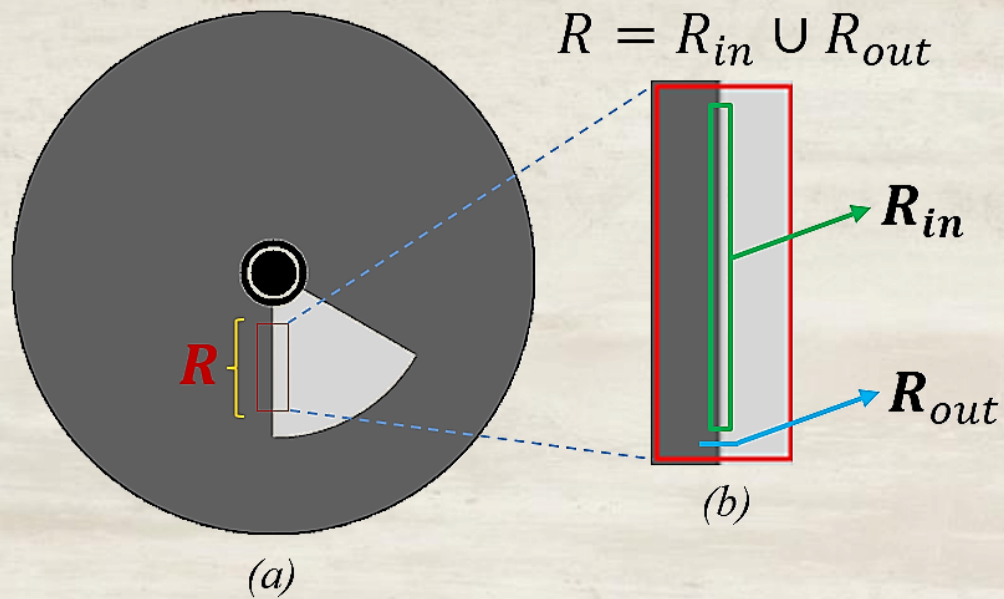 R = R_in ∪ R_out
R
R_in
R_out
(a)
(b)